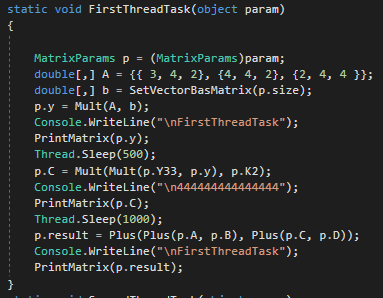 static void FirstThreadTask(object param)
{
MatrixParams p = (MatrixParams)param;
double[,] A = {{ 3, 4, 2}, {4, 4, 2}, {2, 4, 4 }};
double[,] b = SetVectorBasMatrix(p.size);
p.y = Mult(A, b);
Console.WriteLine("\nFirstThreadTask");
PrintMatrix(p.y);
Thread.Sleep(500);
p.C = Mult(Mult(p.Y33, p.y), p.K2);
Console.WriteLine("\n444444444444444");
PrintMatrix(p.C);
Thread.Sleep(1000);
p.result = Plus(Plus(p.A, p.B), Plus(p.C, p.D));
Console.WriteLine("\nFirstThreadTask");
PrintMatrix(p.result);
}